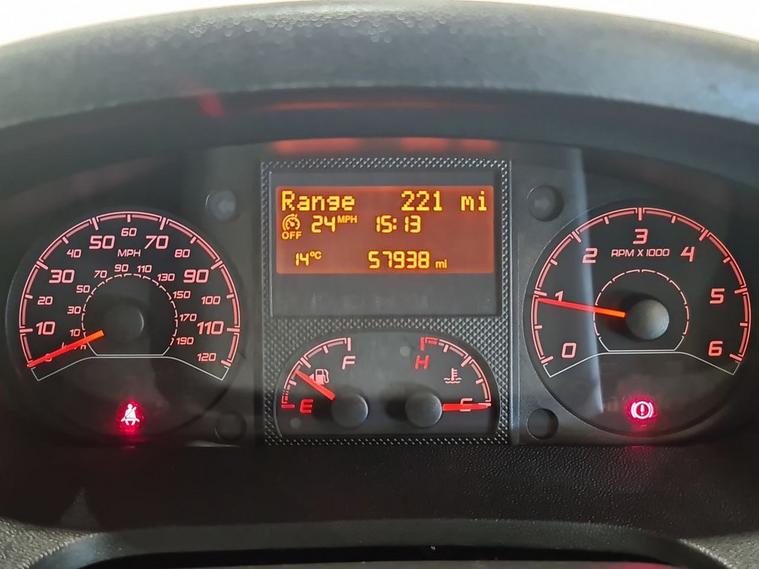 Range 221 mi
OFF 24 MPH 15:13
14°C 57938 mi
10 20 30 40 50 60 70 80 90 100 110 120
MPH
10 30 50 70 90 110 130 150 170 190
E F
H C
0 1 2 3 4 5 6
RPM X 1000